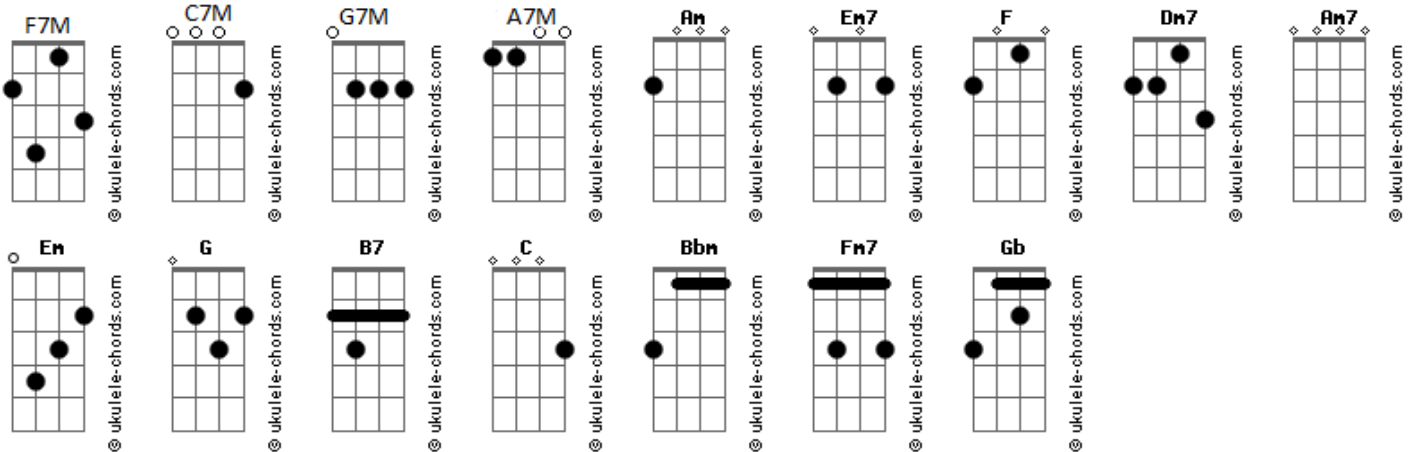 F7M C7M G7M A7M Am Em7 F Dm7 Am7
© ukulele-chords.com © ukulele-chords.com © ukulele-chords.com © ukulele-chords.com © ukulele-chords.com © ukulele-chords.com © ukulele-chords.com © ukulele-chords.com © ukulele-chords.com
Em G B7 C Bbm Fm7 Gb
© ukulele-chords.com © ukulele-chords.com © ukulele-chords.com © ukulele-chords.com © ukulele-chords.com © ukulele-chords.com © ukulele-chords.com